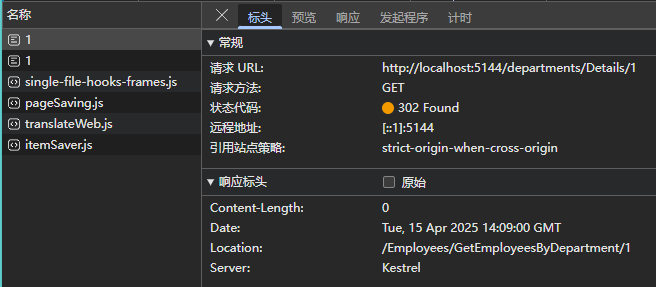 名称
1
1
single-file-hooks-frames.js
pageSaving.js
translateWeb.js
itemSaver.js
标头 预览 响应 发起程序 计时
常规
请求 URL: http://localhost:5144/departments/Details/1
请求方法: GET
状态代码: 302 Found
远程地址: [::1]:5144
引用站点策略: strict-origin-when-cross-origin
响应标头 原始
Content-Length: 0
Date: Tue, 15 Apr 2025 14:09:00 GMT
Location: /Employees/GetEmployeesByDepartment/1
Server: Kestrel